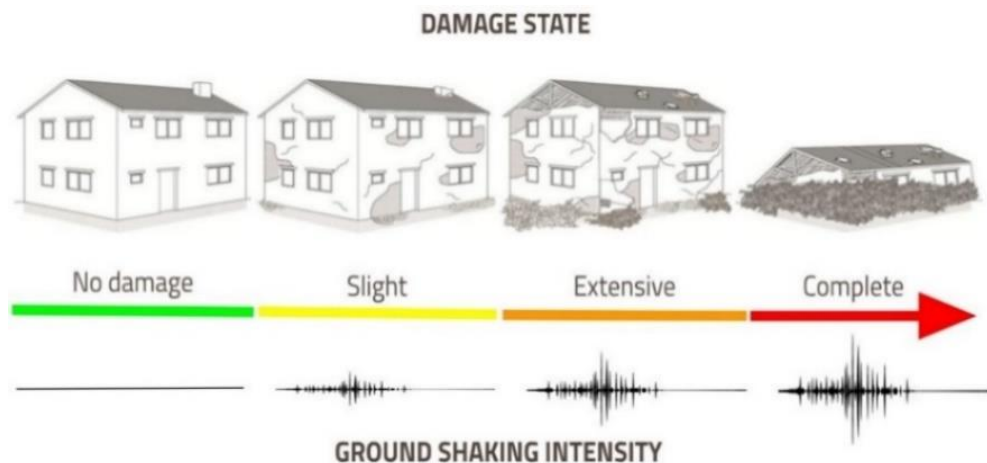 DAMAGE STATE
No damage
Slight
Extensive
Complete
GROUND SHAKING INTENSITY